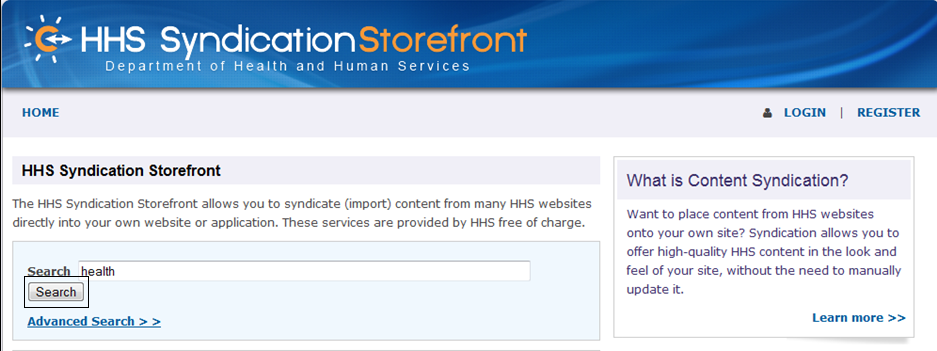 HHS SyndicationStorefront
Department of Health and Human Services
HOME
LOGIN | REGISTER
HHS Syndication Storefront
The HHS Syndication Storefront allows you to syndicate (import) content from many HHS websites
directly into your own website or application. These services are provided by HHS free of charge.
Search health
Search
Advanced Search > >
What is Content Syndication?
Want to place content from HHS websites
onto your own site? Syndication allows you to
offer high-quality HHS content in the look and
feel of your site, without the need to manually
update it.
Learn more >>